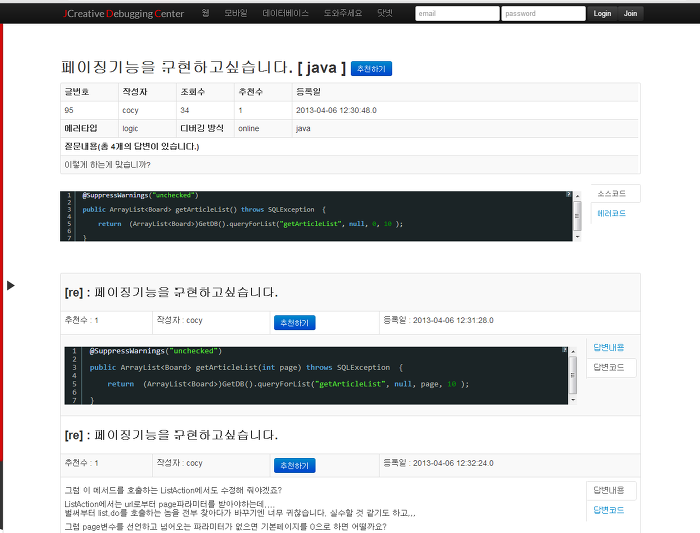 JCreative Debugging Center 웹 모바일 데이터베이스 도와주세요 닷넷 email password Login Join
페이징기능을 구현하고싶습니다. [ java ] 추천하기
글번호 작성자 조회수 추천수 등록일
95 cocy 34 1 2013-04-06 12:30:48.0
에러타입 logic 디버깅 방식 online java
질문내용(총 4개의 답변이 있습니다.)
이렇게 하는게 맞습니까?
1 @SuppressWarnings("unchecked") ?
2
3 public ArrayList<Board> getArticleList() throws SQLException {
4
5 return (ArrayList<Board>)GetDB().queryForList("getArticleList", null, 0, 10 );
6
7 }
소스코드
에러코드
[re] : 페이징기능을 구현하고싶습니다.
추천수 : 1 작성자 : cocy 추천하기 등록일 : 2013-04-06 12:31:28.0
1 @SuppressWarnings("unchecked") ?
2
3 public ArrayList<Board> getArticleList(int page) throws SQLException {
4
5 return (ArrayList<Board>)GetDB().queryForList("getArticleList", null, page, 10 );
6
7 }
답변내용
답변코드
[re] : 페이징기능을 구현하고싶습니다.
추천수 : 1 작성자 : cocy 추천하기 등록일 : 2013-04-06 12:32:24.0
그럼 이 메서드를 호출하는 ListAction에서도 수정해 줘야겠죠?
ListAction에서는 url로부터 page파라미터를 받아야하는데....
벌써부터 list.do를 호출하는 놈을 전부 찾아다가 바꾸기엔 너무 귀찮습니다. 실수할 것 같기도 하고,,,
그럼 page변수를 선언하고 넘어오는 파라미터가 없으면 기본페이지를 0으로 하면 어떨까요?
답변내용
답변코드